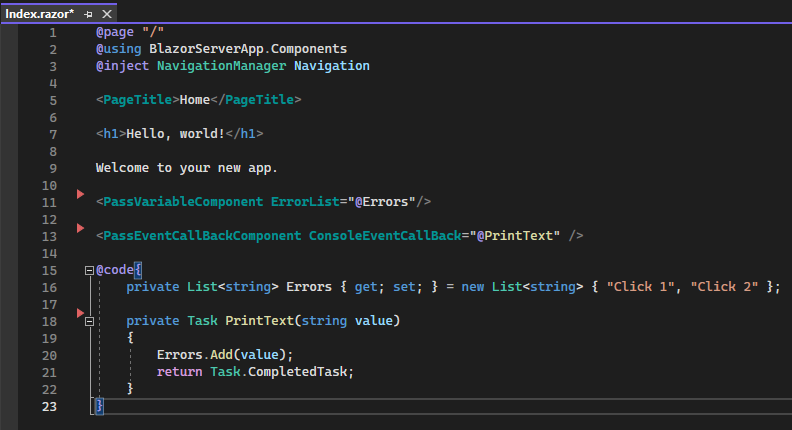 Index.razor*
1 @page "/"
2 @using BlazorServerApp.Components
3 @inject NavigationManager Navigation
4
5 <PageTitle>Home</PageTitle>
6
7 <h1>Hello, world!</h1>
8
9 Welcome to your new app.
10
11 <PassVariableComponent ErrorList="@Errors"/>
12
13 <PassEventCallBackComponent ConsoleEventCallBack="@PrintText" />
14
15 @code{
16 private List<string> Errors { get; set; } = new List<string> { "Click 1", "Click 2" };
17
18 private Task PrintText(string value)
19 {
20 Errors.Add(value);
21 return Task.CompletedTask;
22 }
23 }